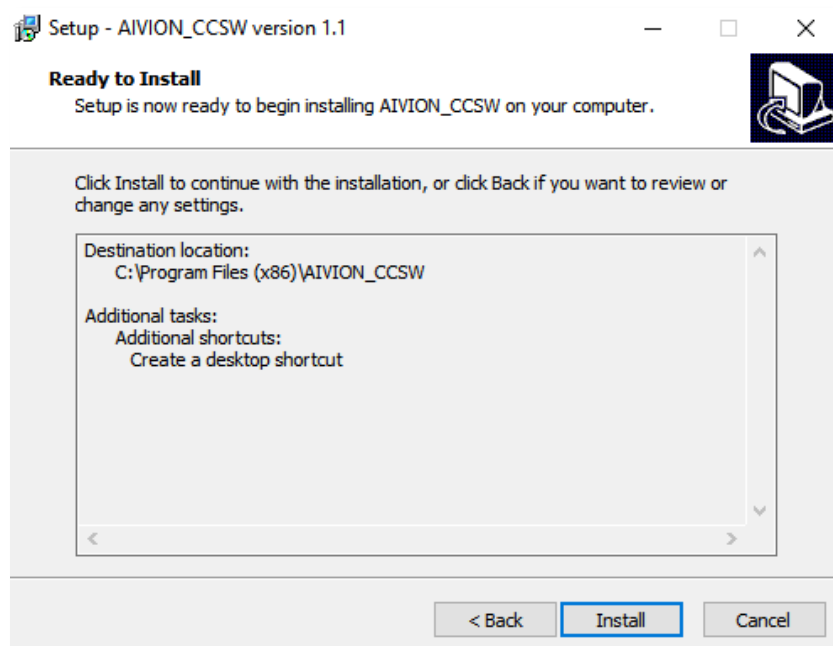 Setup - AIVION_CCSW version 1.1
Ready to Install
Setup is now ready to begin installing AIVION_CCSW on your computer.
Click Install to continue with the installation, or click Back if you want to review or
change any settings.
Destination location:
C:\Program Files (x86)\AIVION_CCSW
Additional tasks:
Additional shortcuts:
Create a desktop shortcut
< Back
Install
Cancel